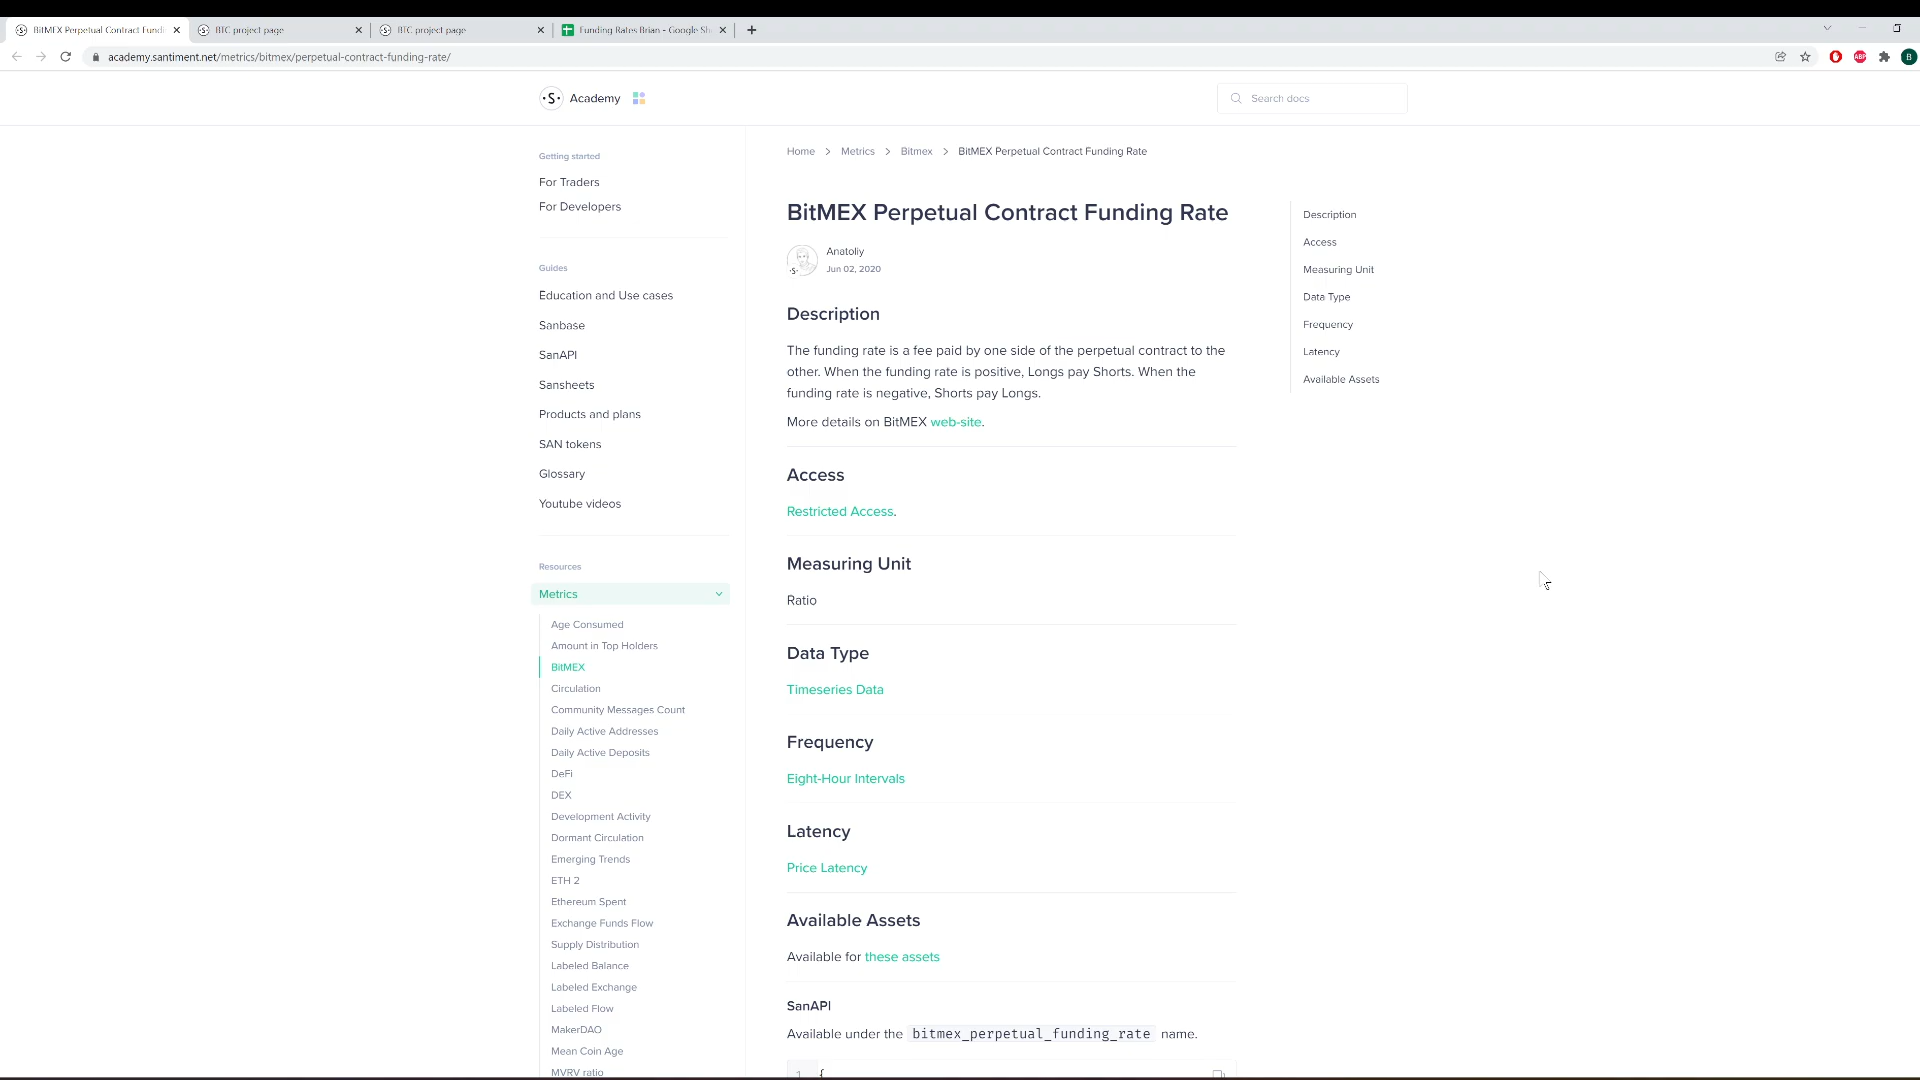 BitMEX Perpetual Contract Fundi
BTC project page
BTC project page
Funding Rates Brian - Google Sh
academy.santiment.net/metrics/bitmex/perpetual-contract-funding-rate/
ABP
B
·S· Academy
Search docs
Getting started
For Traders
For Developers
Guides
Education and Use cases
Sanbase
SanAPI
Sansheets
Products and plans
SAN tokens
Glossary
Youtube videos
Resources
Metrics
Age Consumed
Amount in Top Holders
BitMEX
Circulation
Community Messages Count
Daily Active Addresses
Daily Active Deposits
DeFi
DEX
Development Activity
Dormant Circulation
Emerging Trends
ETH 2
Ethereum Spent
Exchange Funds Flow
Supply Distribution
Labeled Balance
Labeled Exchange
Labeled Flow
MakerDAO
Mean Coin Age
MVRV ratio
Home > Metrics > Bitmex > BitMEX Perpetual Contract Funding Rate
BitMEX Perpetual Contract Funding Rate
Anatoliy
·S·
Jun 02, 2020
Description
The funding rate is a fee paid by one side of the perpetual contract to the
other. When the funding rate is positive, Longs pay Shorts. When the
funding rate is negative, Shorts pay Longs.
More details on BitMEX web-site.
Access
Restricted Access.
Measuring Unit
Ratio
Data Type
Timeseries Data
Frequency
Eight-Hour Intervals
Latency
Price Latency
Available Assets
Available for these assets
SanAPI
Available under the bitmex_perpetual_funding_rate name.
1 {
Description
Access
Measuring Unit
Data Type
Frequency
Latency
Available Assets